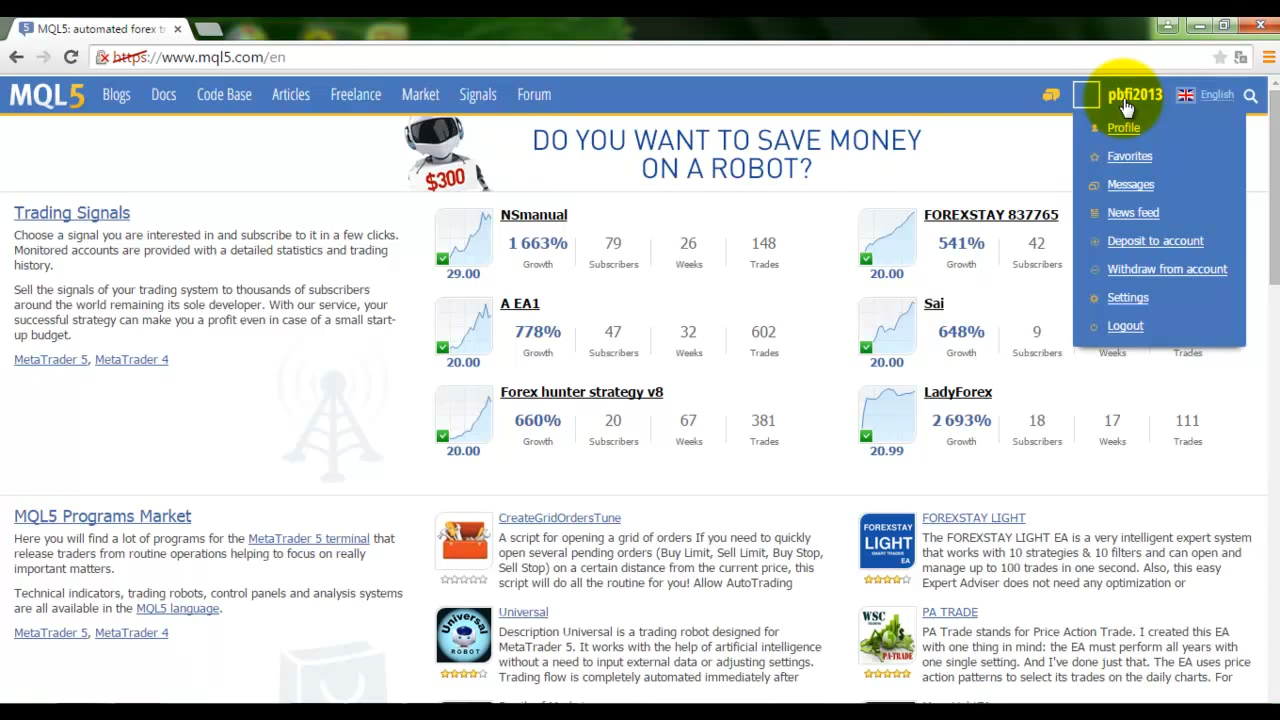 MQL5: automated forex tr
https://www.mql5.com/en
MQL5 Blogs Docs Code Base Articles Freelance Market Signals Forum pbfi2013 English
Profile
Favorites
Messages
News feed
Deposit to account
Withdraw from account
Settings
Logout
$300
DO YOU WANT TO SAVE MONEY
ON A ROBOT?
Trading Signals
Choose a signal you are interested in and subscribe to it in a few clicks.
Monitored accounts are provided with a detailed statistics and trading
history.
Sell the signals of your trading system to thousands of subscribers
around the world remaining its sole developer. With our service, your
successful strategy can make you a profit even in case of a small start-
up budget.
MetaTrader 5, MetaTrader 4
NSmanual
1 663% 79 26 148
Growth Subscribers Weeks Trades
29.00
FOREXSTAY 837765
541% 42
Growth Subscribers
20.00
A EA1
778% 47 32 602
Growth Subscribers Weeks Trades
20.00
Sai
648% 9
Growth Subscribers Weeks Trades
20.00
Forex hunter strategy v8
660% 20 67 381
Growth Subscribers Weeks Trades
20.00
LadyForex
2 693% 18 17 111
Growth Subscribers Weeks Trades
20.99
MQL5 Programs Market
Here you will find a lot of programs for the MetaTrader 5 terminal that
release traders from routine operations helping to focus on really
important matters.
Technical indicators, trading robots, control panels and analysis systems
are all available in the MQL5 language.
MetaTrader 5, MetaTrader 4
CreateGridOrdersTune
A script for opening a grid of orders If you need to quickly
open several pending orders (Buy Limit, Sell Limit, Buy Stop,
Sell Stop) on a certain distance from the current price, this
script will do all the routine for you! Allow AutoTrading
FOREXSTAY
LIGHT
SMART TRADER
EA
FOREXSTAY LIGHT
The FOREXSTAY LIGHT EA is a very intelligent expert system
that works with 10 strategies & 10 filters and can open and
manage up to 100 trades in one second. Also, this easy
Expert Adviser does not need any optimization or
Universal
ROBOT
Universal
Description Universal is a trading robot designed for
MetaTrader 5. It works with the help of artificial intelligence
without a need to input external data or adjusting settings.
Trading flow is completely automated immediately after
WSC
PA-TRADE
PA TRADE
PA Trade stands for Price Action Trade. I created this EA
with one thing in mind: the EA must perform all years with
one single setting. And I've done just that. The EA uses price
action patterns to select its trades on the daily charts. For